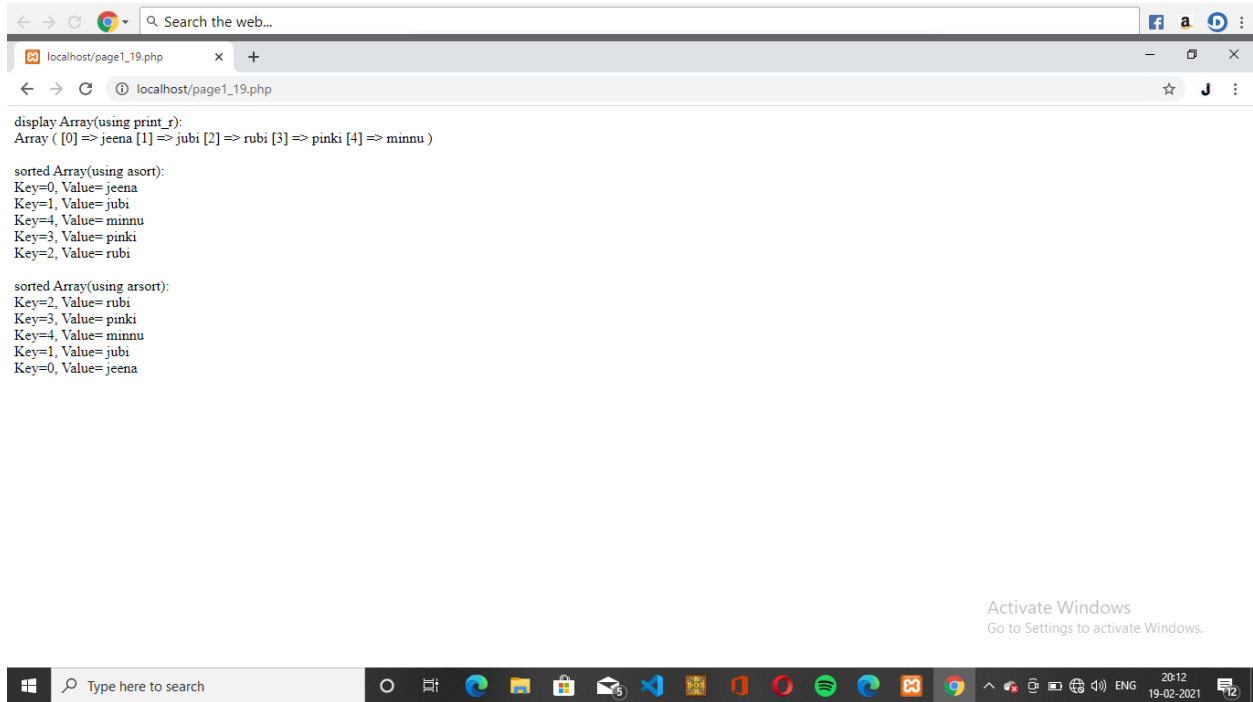 Search the web...
localhost/page1_19.php
localhost/page1_19.php
display Array(using print_r):
Array ( [0] => jeena [1] => jubi [2] => rubi [3] => pinki [4] => minnu )
sorted Array(using asort):
Key=0, Value= jeena
Key=1, Value= jubi
Key=4, Value= minnu
Key=3, Value= pinki
Key=2, Value= rubi
sorted Array(using arsort):
Key=2, Value= rubi
Key=3, Value= pinki
Key=4, Value= minnu
Key=1, Value= jubi
Key=0, Value= jeena
Activate Windows
Go to Settings to activate Windows.
Type here to search
5
ENG
20:12
19-02-2021
12